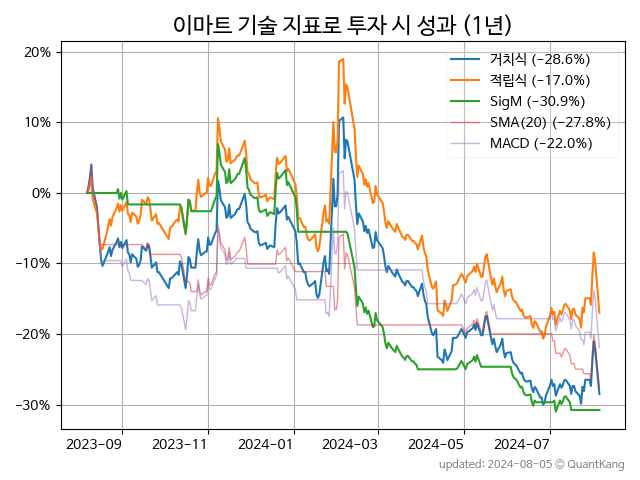 이마트 기술 지표로 투자 시 성과 (1년)
20%
10%
0%
−10%
−20%
−30%
거치식 (−28.6%)
적립식 (−17.0%)
SigM (−30.9%)
SMA(20) (−27.8%)
MACD (−22.0%)
2023-09
2023-11
2024-01
2024-03
2024-05
2024-07
updated: 2024-08-05 © QuantKang